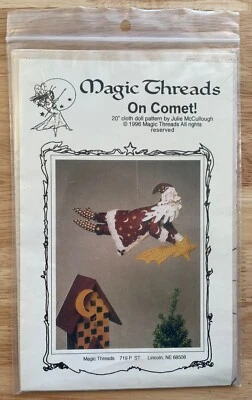 Magic Threads
On Comet!
20" cloth doll pattern by Julie McCullough
© 1996 Magic Threads All rights
reserved
Magic Threads 719 P ST. Lincoln, NE 68508